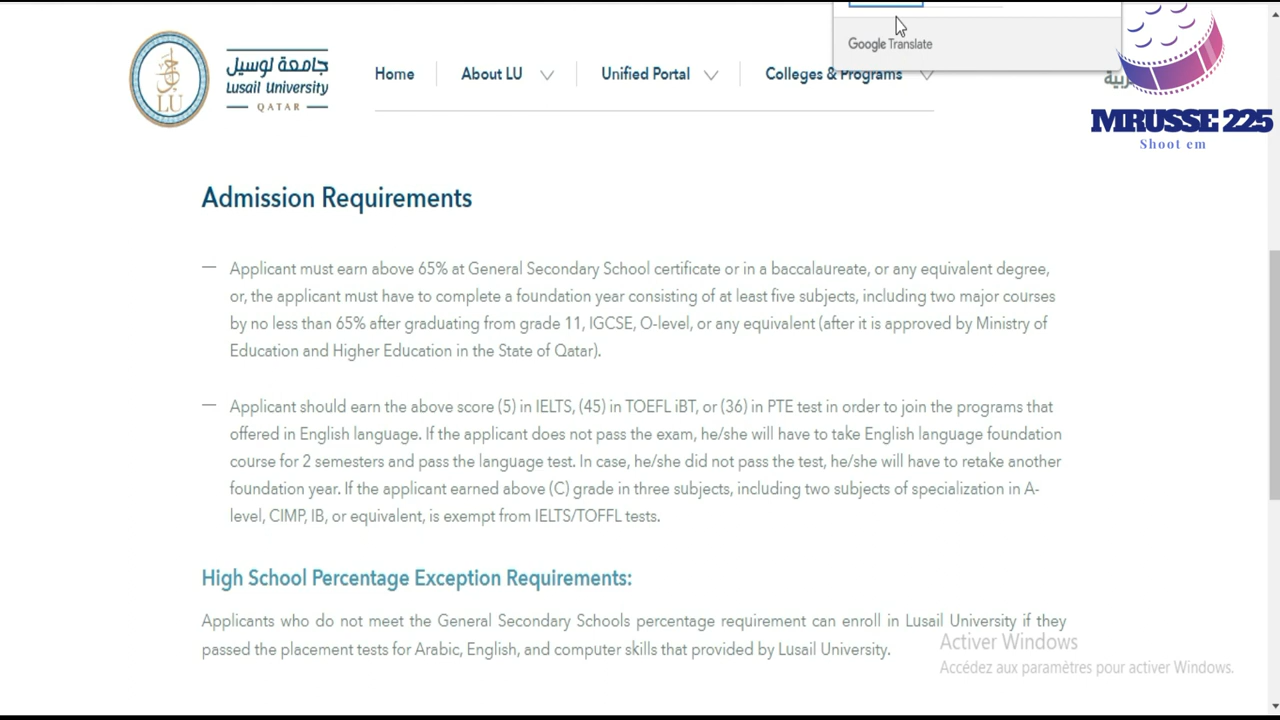 Google Translate
جامعة لوسيل
Lusail University
QATAR
LU
Home
About LU
Unified Portal
Colleges & Programs
MRUSSE 225
Shoot em
Admission Requirements
— Applicant must earn above 65% at General Secondary School certificate or in a baccalaureate, or any equivalent degree,
or, the applicant must have to complete a foundation year consisting of at least five subjects, including two major courses
by no less than 65% after graduating from grade 11, IGCSE, O-level, or any equivalent (after it is approved by Ministry of
Education and Higher Education in the State of Qatar).
— Applicant should earn the above score (5) in IELTS, (45) in TOEFL iBT, or (36) in PTE test in order to join the programs that
offered in English language. If the applicant does not pass the exam, he/she will have to take English language foundation
course for 2 semesters and pass the language test. In case, he/she did not pass the test, he/she will have to retake another
foundation year. If the applicant earned above (C) grade in three subjects, including two subjects of specialization in A-
level, CIMP, IB, or equivalent, is exempt from IELTS/TOFFL tests.
High School Percentage Exception Requirements:
Applicants who do not meet the General Secondary Schools percentage requirement can enroll in Lusail University if they
passed the placement tests for Arabic, English, and computer skills that provided by Lusail University.
Activer Windows
Accédez aux paramètres pour activer Windows.